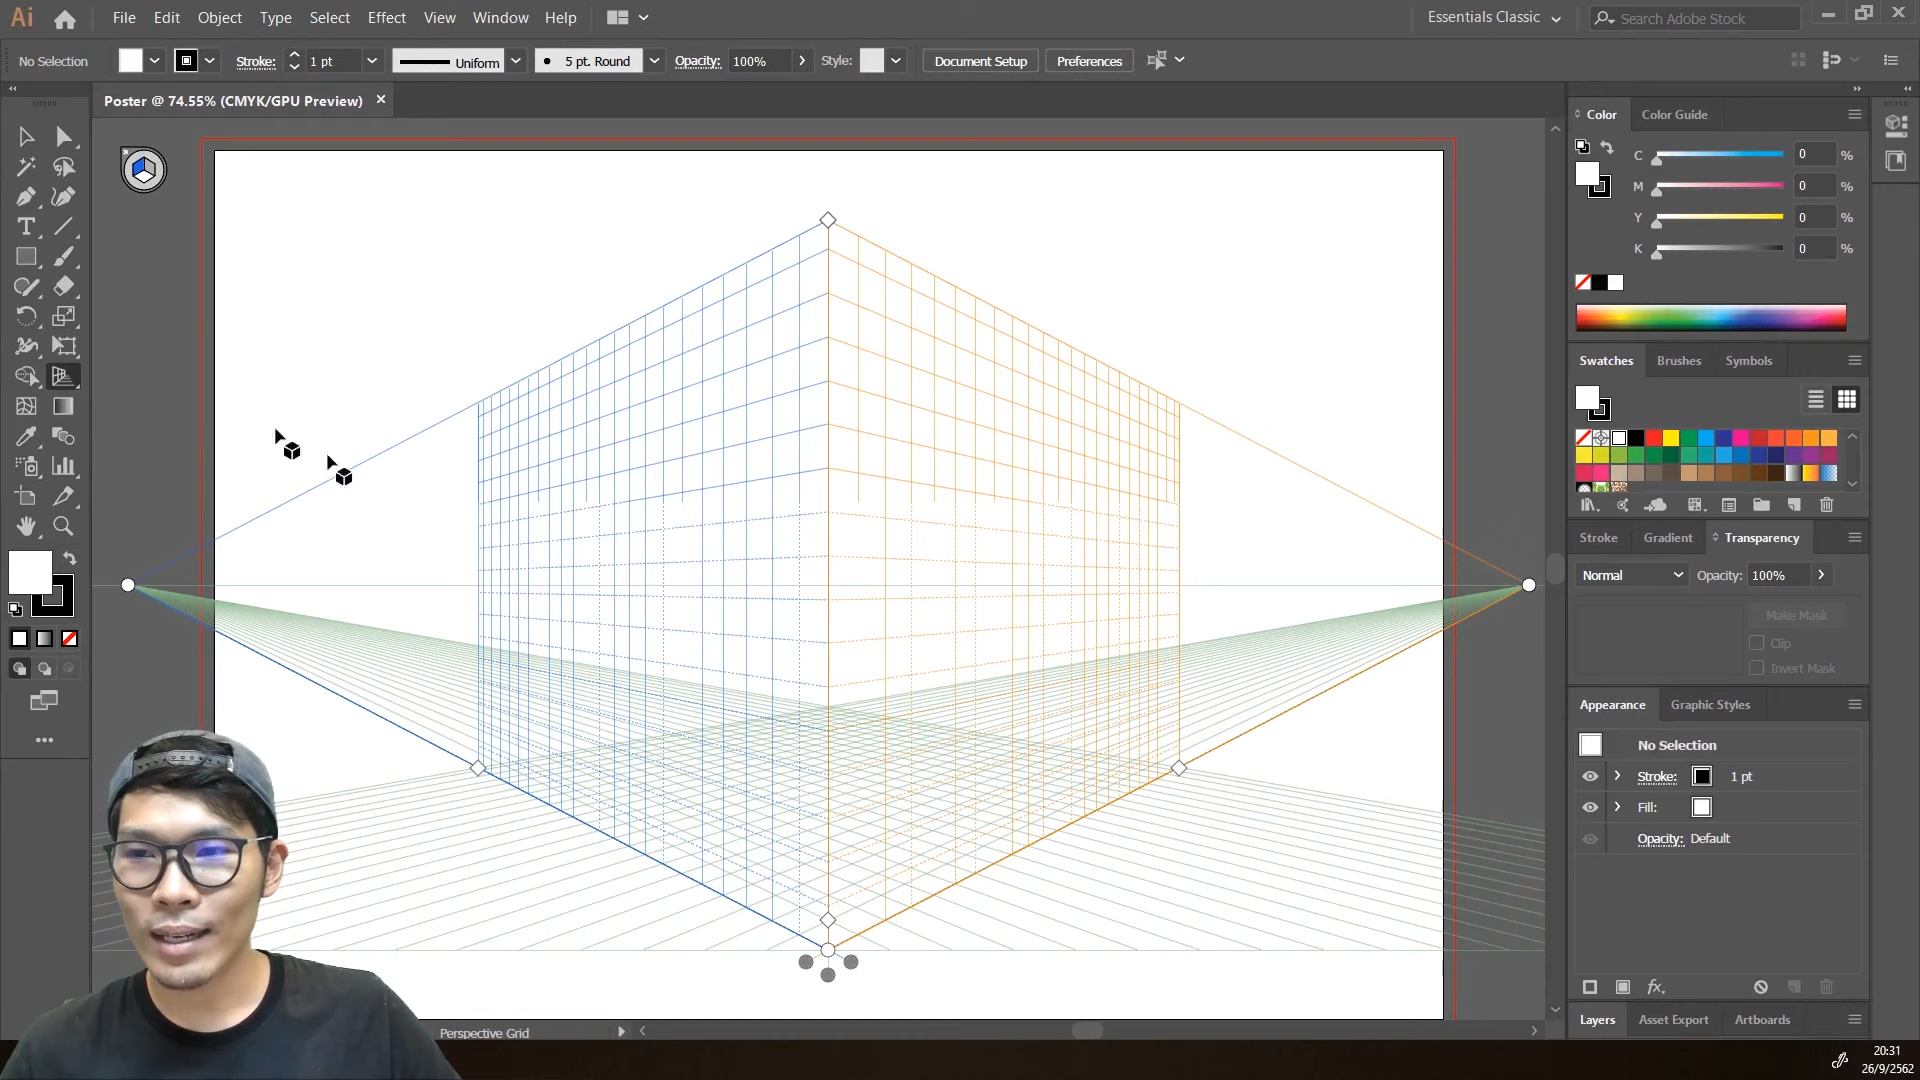 Ai
File Edit Object Type Select Effect View Window Help
Essentials Classic
Search Adobe Stock
No Selection
Stroke:
1 pt
Uniform
5 pt. Round
Opacity:
100%
Style:
Document Setup
Preferences
Poster @ 74.55% (CMYK/GPU Preview)
Color
Color Guide
C 0 %
M 0 %
Y 0 %
K 0 %
Swatches
Brushes
Symbols
Stroke
Gradient
Transparency
Normal
Opacity:
100%
Make Mask
Clip
Invert Mask
Appearance
Graphic Styles
No Selection
Stroke:
1 pt
Fill:
Opacity:
Default
fx
Layers
Asset Export
Artboards
Perspective Grid
20:31
26/9/2562